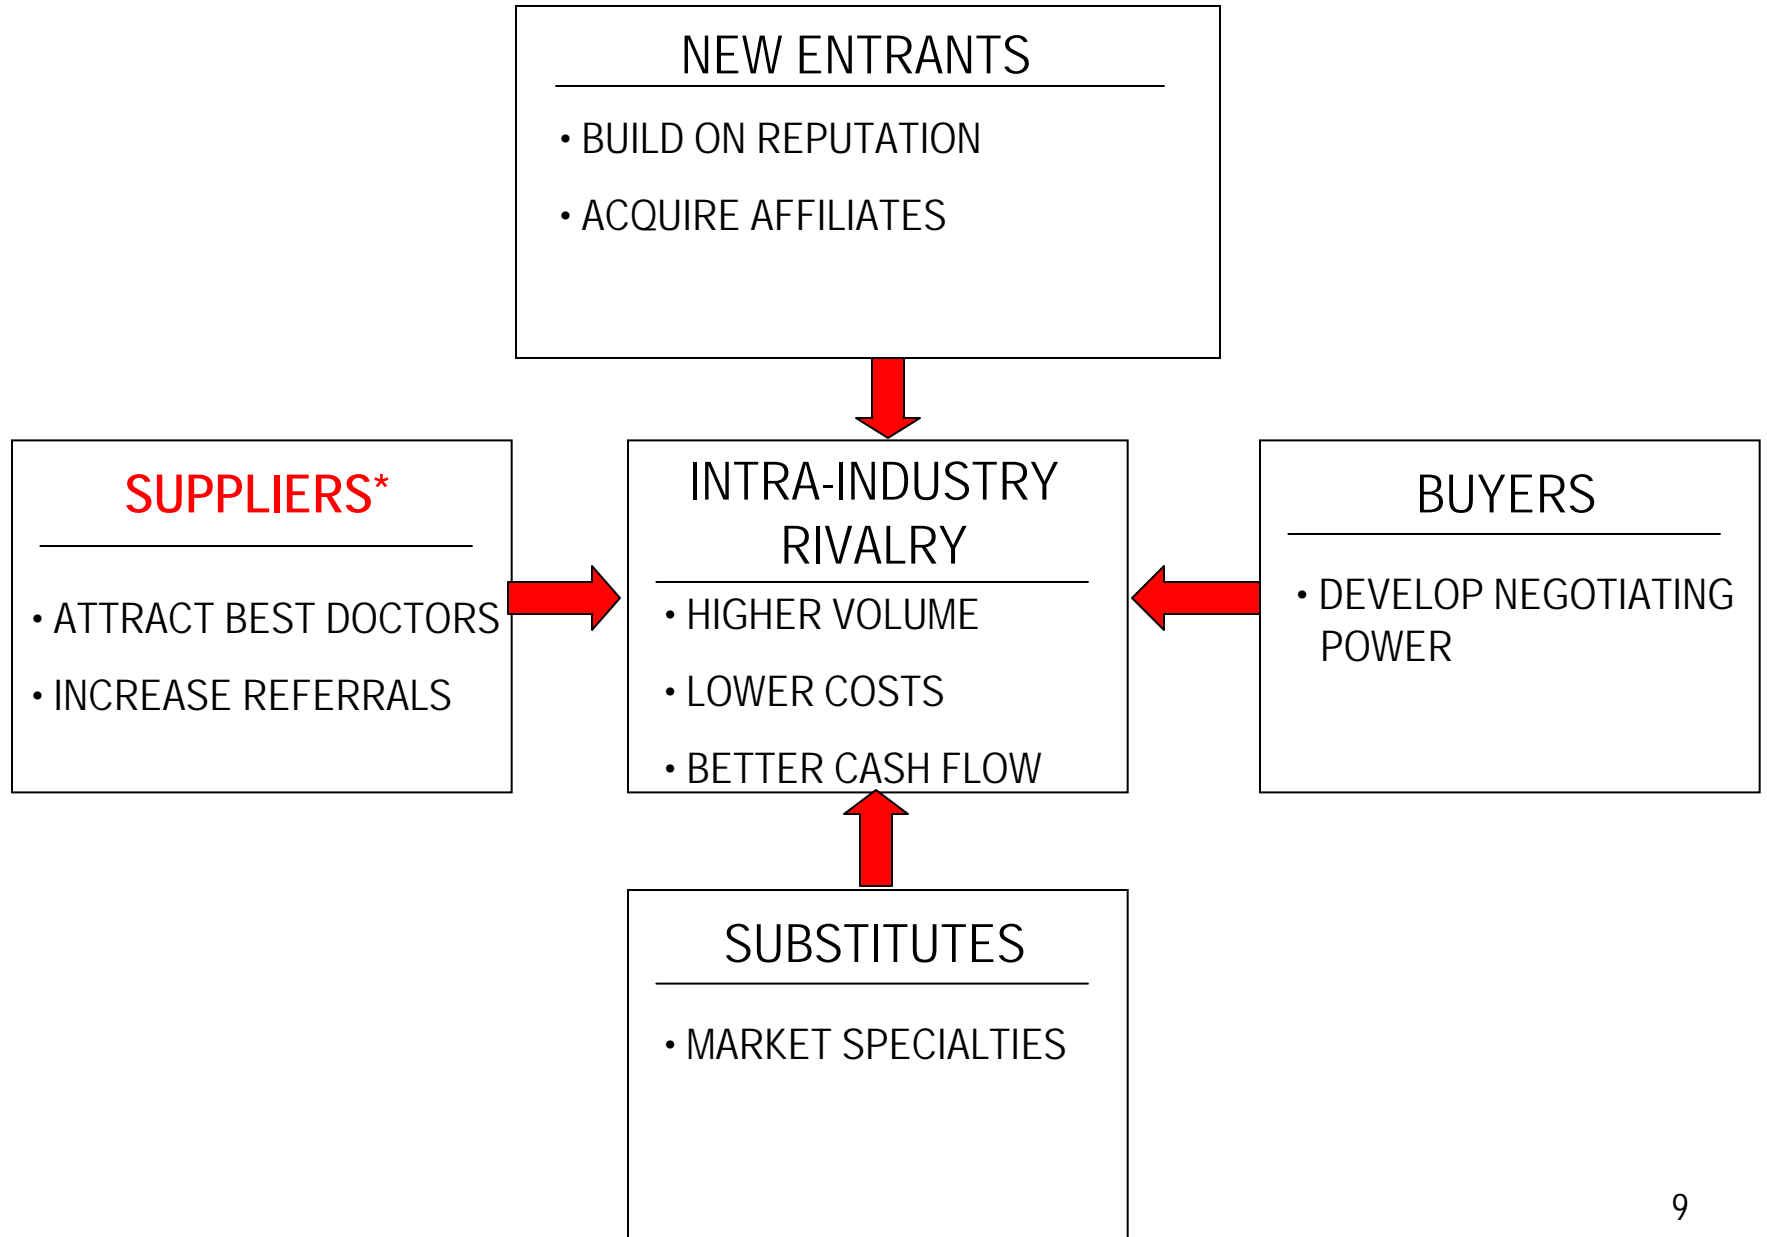 NEW ENTRANTS
• BUILD ON REPUTATION
• ACQUIRE AFFILIATES
SUPPLIERS*
• ATTRACT BEST DOCTORS
• INCREASE REFERRALS
INTRA-INDUSTRY
RIVALRY
• HIGHER VOLUME
• LOWER COSTS
• BETTER CASH FLOW
BUYERS
• DEVELOP NEGOTIATING
POWER
SUBSTITUTES
• MARKET SPECIALTIES
9